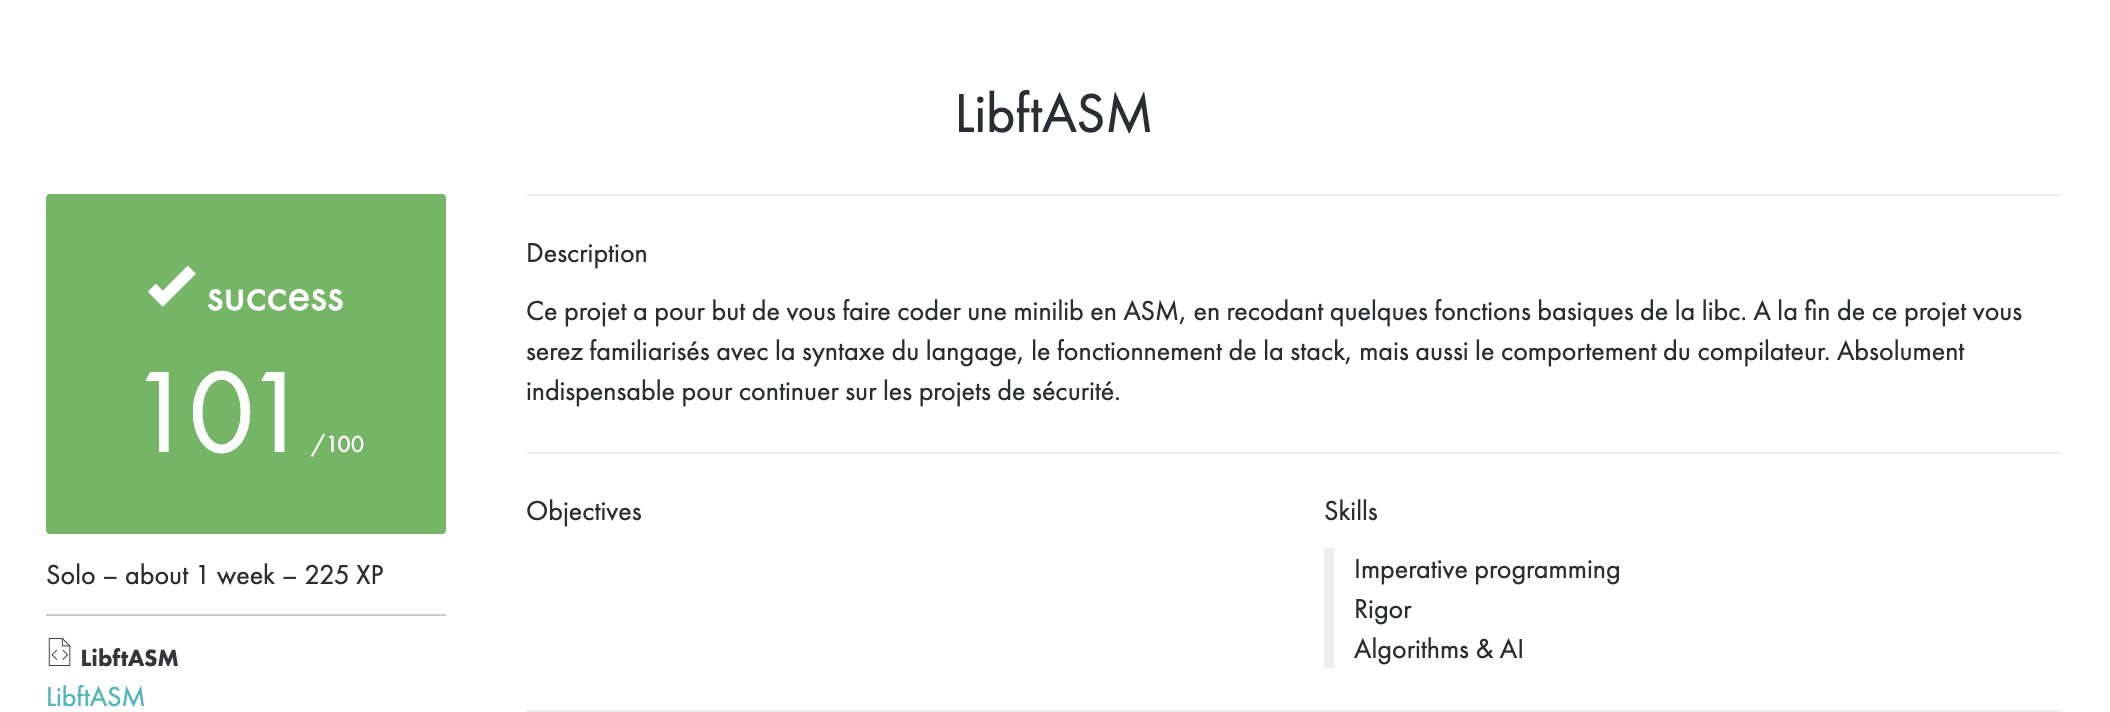 LibftASM
success
101 /100
Solo – about 1 week – 225 XP
LibftASM
LibftASM
Description
Ce projet a pour but de vous faire coder une minilib en ASM, en recodant quelques fonctions basiques de la libc. A la fin de ce projet vous
serez familiarisés avec la syntaxe du langage, le fonctionnement de la stack, mais aussi le comportement du compilateur. Absolument
indispensable pour continuer sur les projets de sécurité.
Objectives
Skills
Imperative programming
Rigor
Algorithms & AI